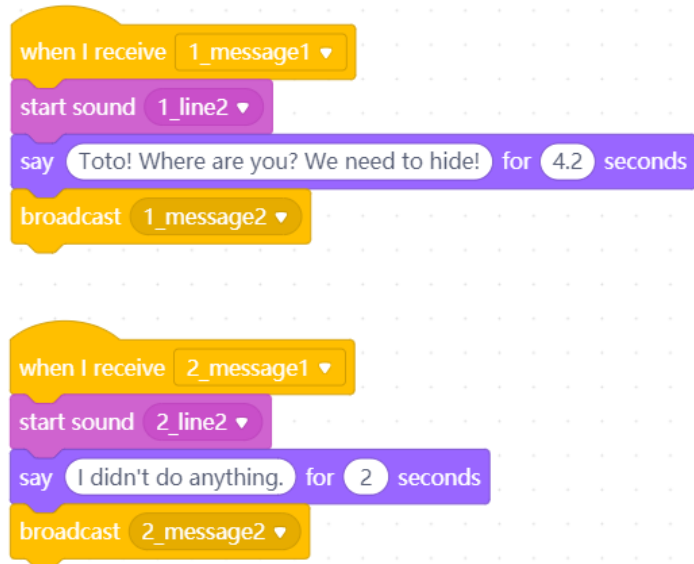 when I receive 1_message1
start sound 1_line2
say Toto! Where are you? We need to hide! for 4.2 seconds
broadcast 1_message2
when I receive 2_message1
start sound 2_line2
say I didn't do anything. for 2 seconds
broadcast 2_message2